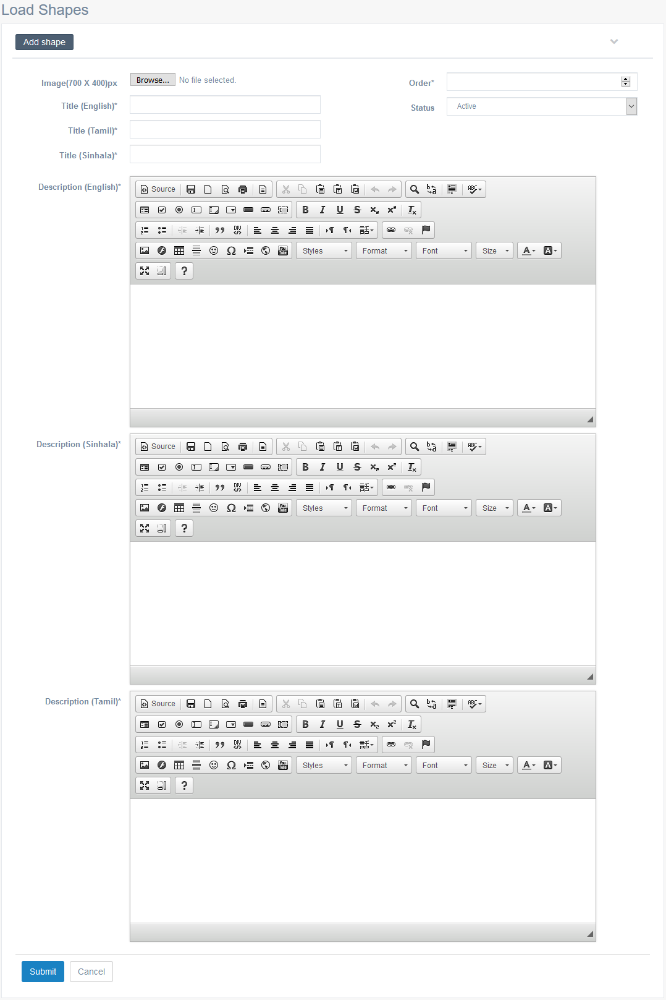 Load Shapes
Add shape
Image(700 X 400)px
Browse... No file selected.
Order*
Title (English)*
Status
Active
Title (Tamil)*
Title (Sinhala)*
Description (English)*
Source
Styles Format Font Size
Description (Sinhala)*
Source
Styles Format Font Size
Description (Tamil)*
Source
Styles Format Font Size
Submit Cancel